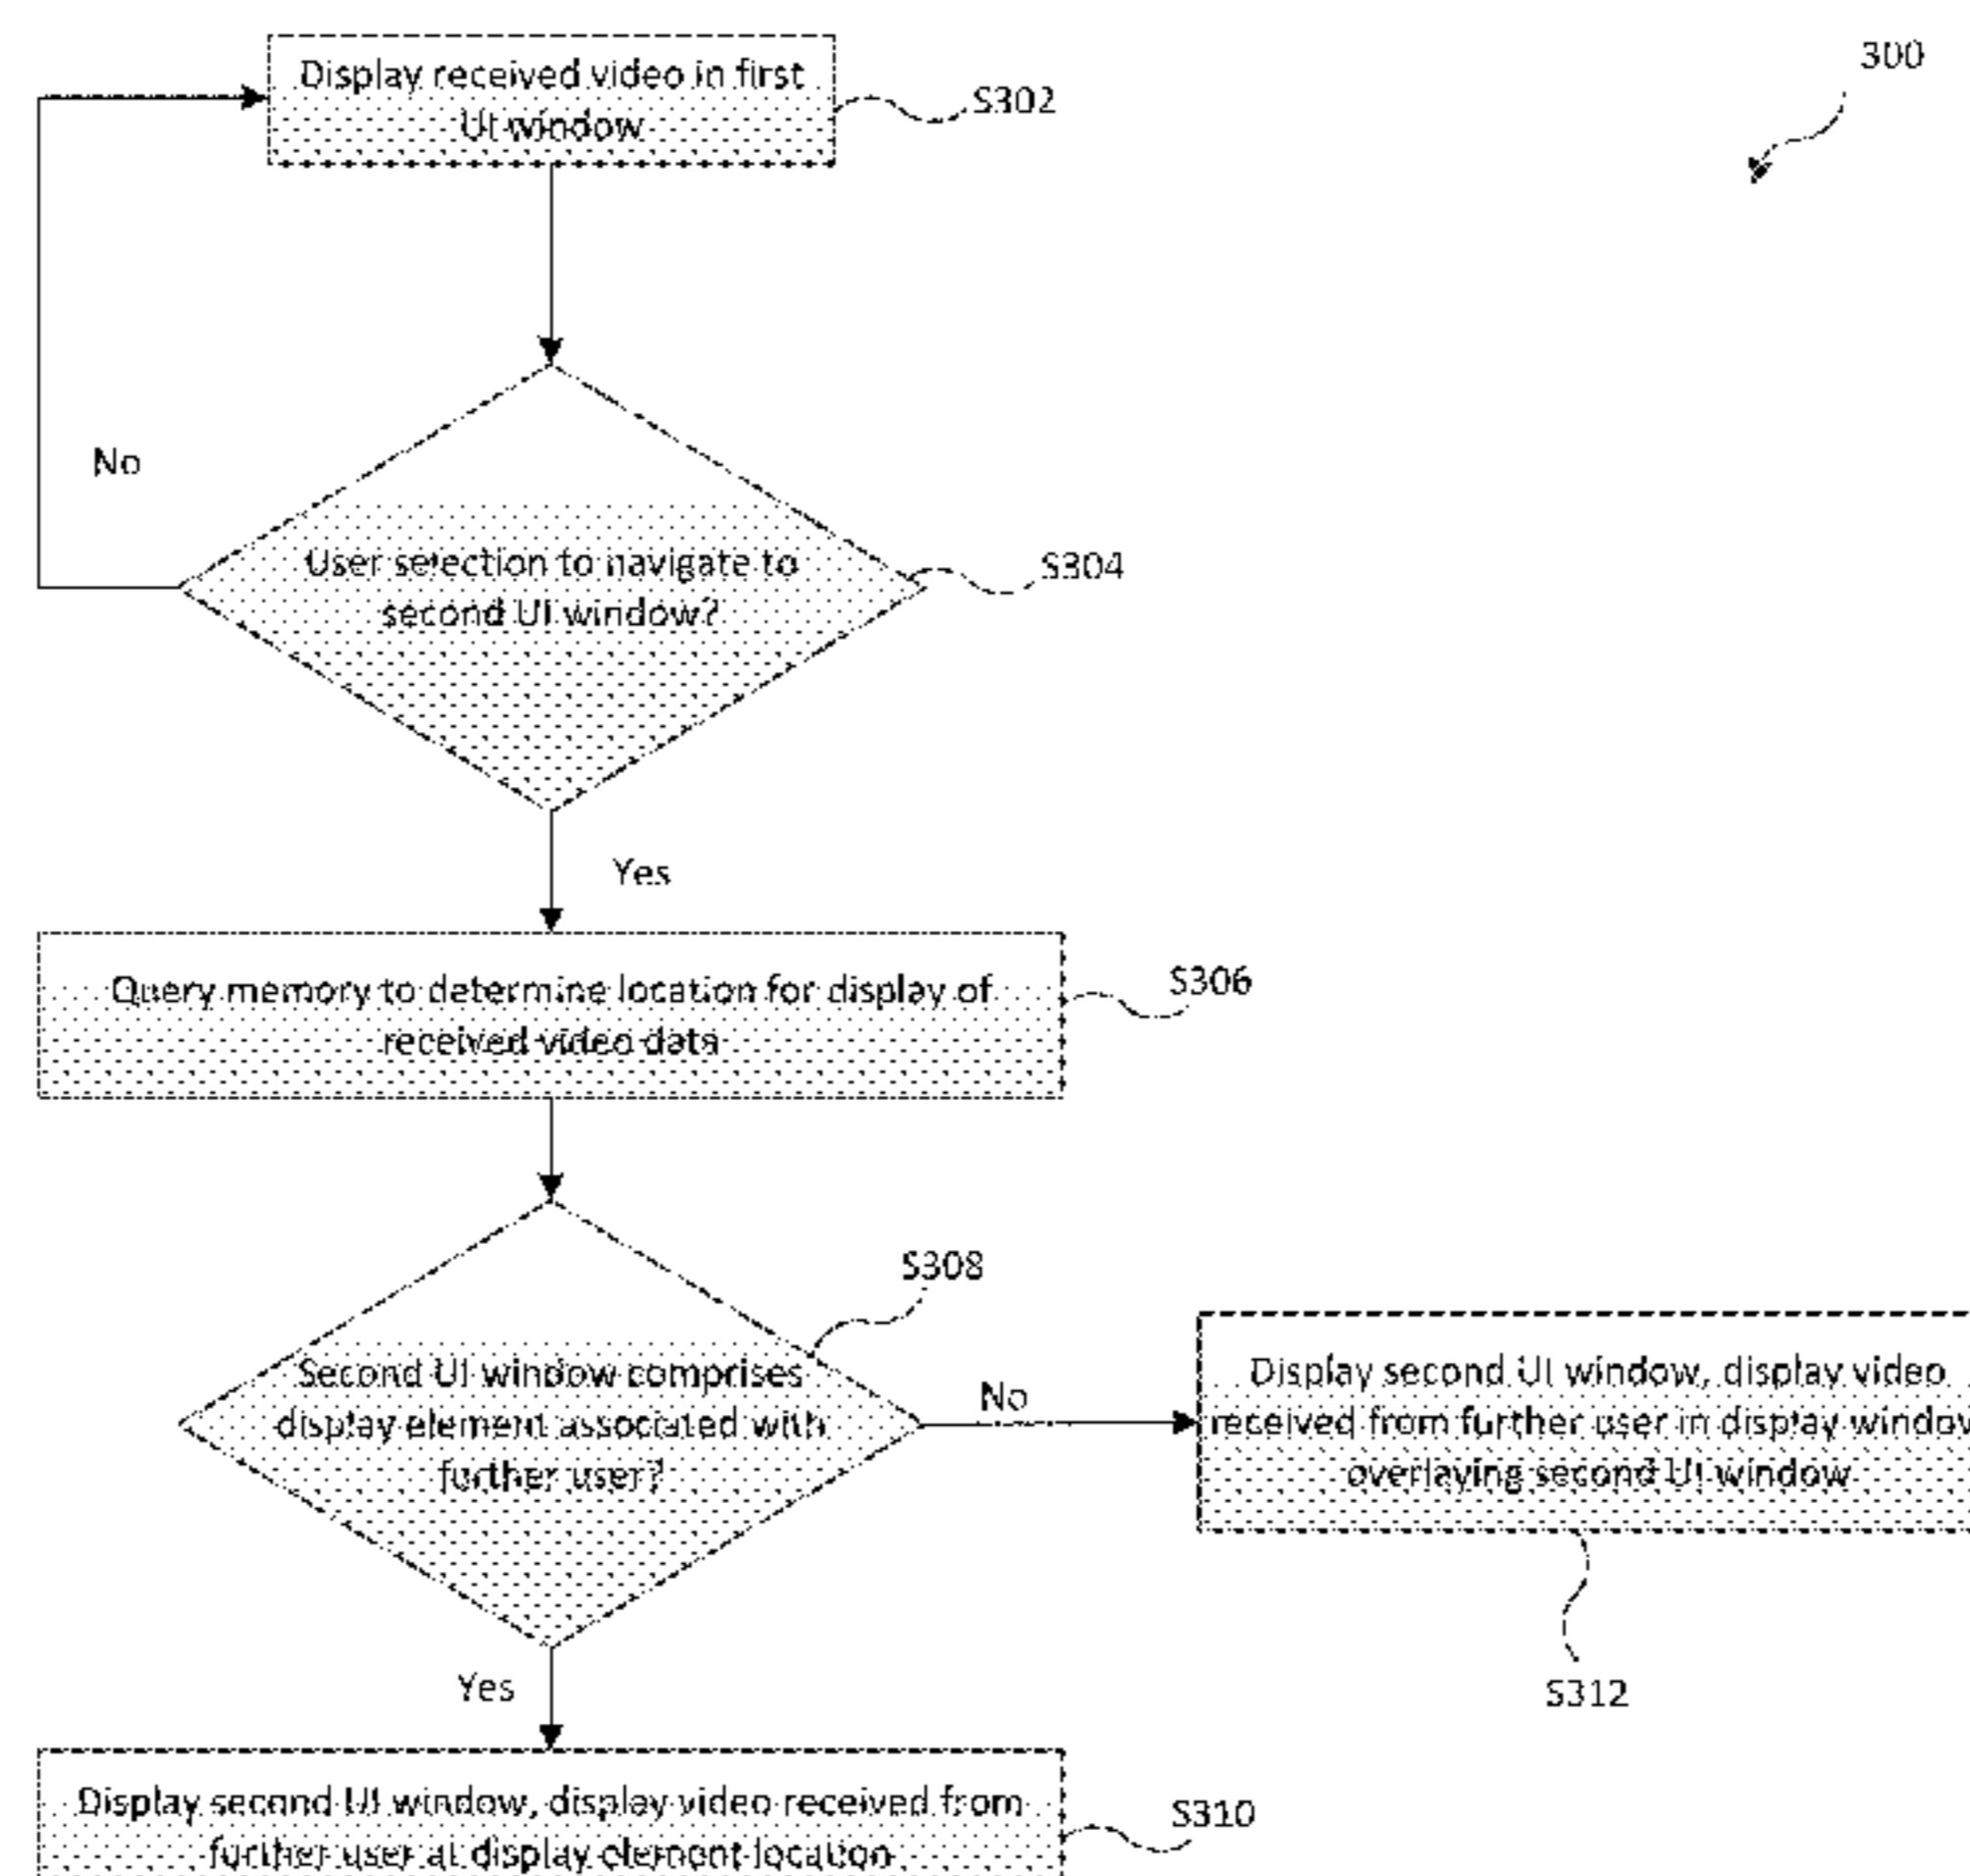 300
Display received video in first
UI window
S302
No
User selection to navigate to
second UI window?
S304
Yes
Query memory to determine location for display of
received video data
S306
S308
Second UI window comprises
display element associated with
further user?
No
Display second UI window, display video
received from further user in display window
overlaying second UI window
S312
Yes
Display second UI window, display video received from
further user at display element location
S310